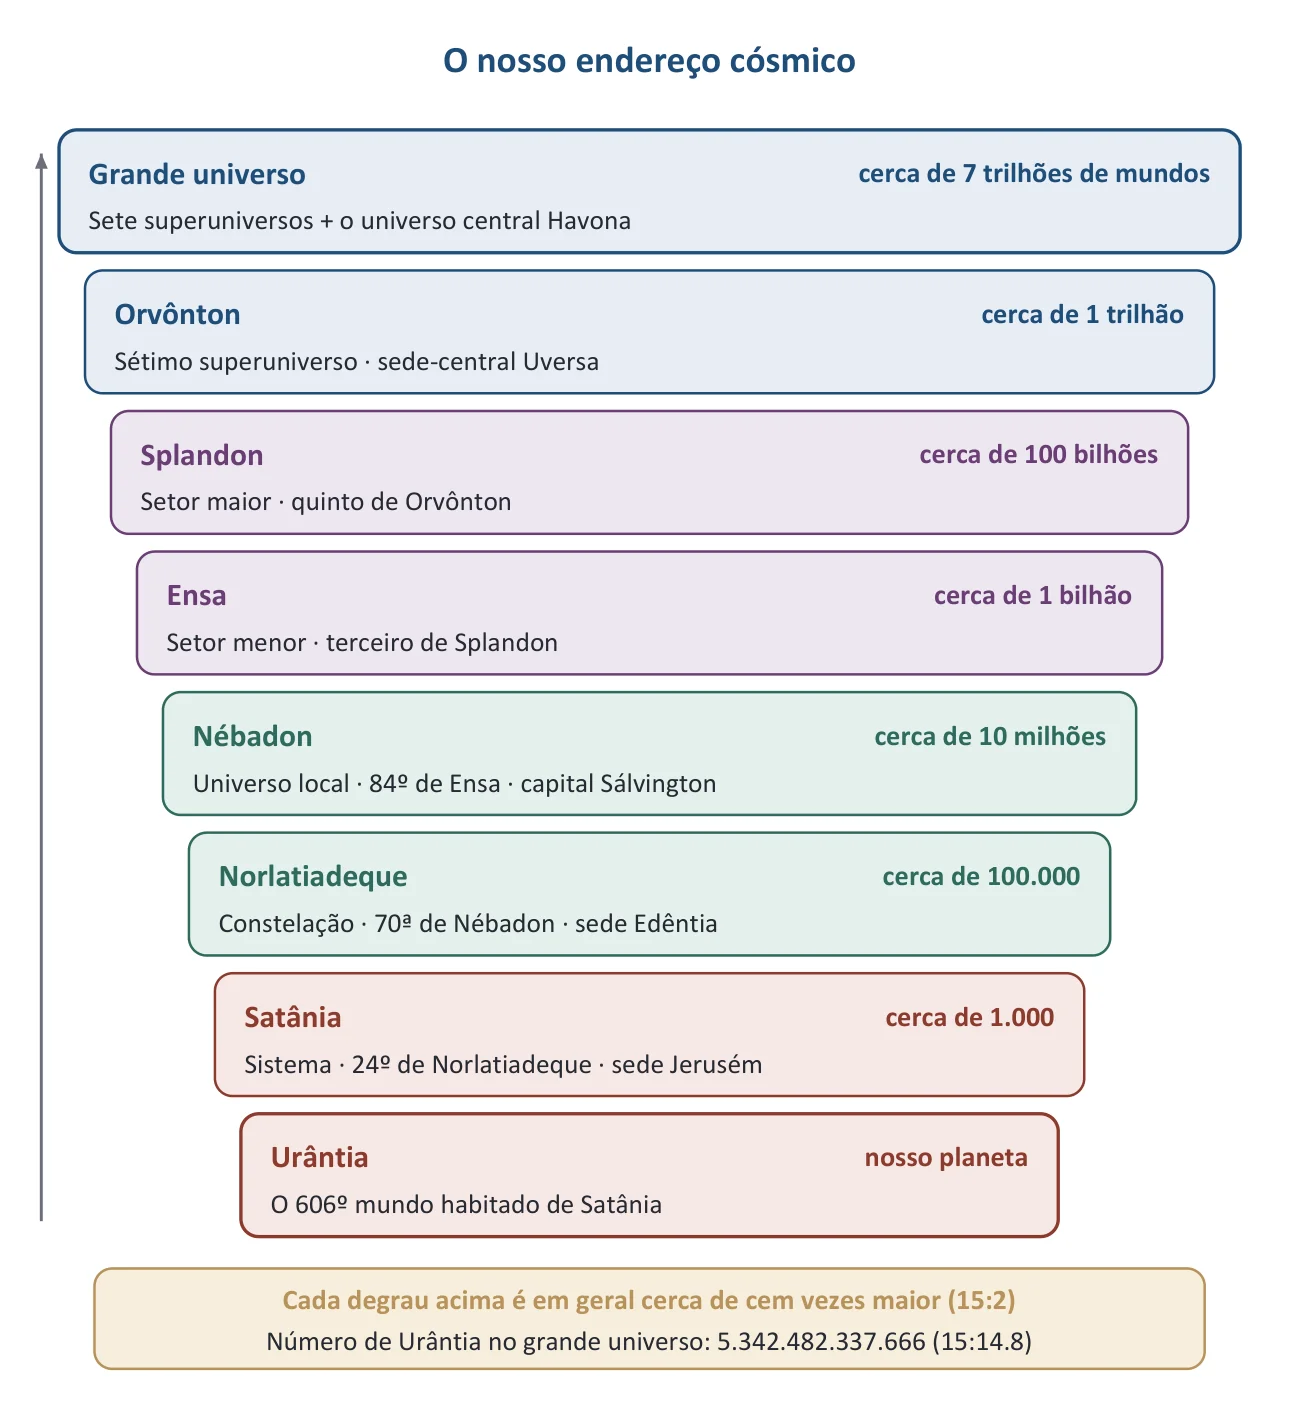 O nosso endereço cósmico
Grande universo
cerca de 7 trilhões de mundos
Sete superuniversos + o universo central Havona
Orvônton
cerca de 1 trilhão
Sétimo superuniverso · sede-central Uversa
Splandon
cerca de 100 bilhões
Setor maior · quinto de Orvônton
Ensa
cerca de 1 bilhão
Setor menor · terceiro de Splandon
Nébadon
cerca de 10 milhões
Universo local · 84º de Ensa · capital Sálvington
Norlatiadeque
cerca de 100.000
Constelação · 70ª de Nébadon · sede Edêntia
Satânia
cerca de 1.000
Sistema · 24º de Norlatiadeque · sede Jerusém
Urântia
nosso planeta
O 606º mundo habitado de Satânia
Cada degrau acima é em geral cerca de cem vezes maior (15:2)
Número de Urântia no grande universo: 5.342.482.337.666 (15:14.8)